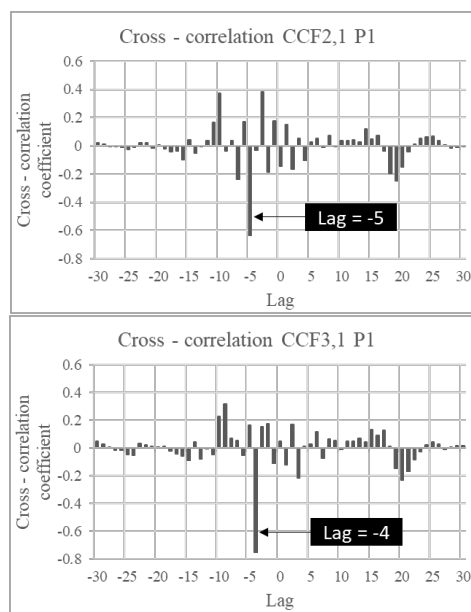 Cross - correlation CCF2,1 P1
0.6
0.4
0.2
0
-0.2
-0.4
-0.6
-0.8
Cross - correlation
coefficient
Lag = -5
-30 -25 -20 -15 -10 -5 0 5 10 15 20 25 30
Lag
Cross - correlation CCF3,1 P1
0.6
0.4
0.2
0
-0.2
-0.4
-0.6
-0.8
Cross - correlation
coefficient
Lag = -4
-30 -25 -20 -15 -10 -5 0 5 10 15 20 25 30
Lag